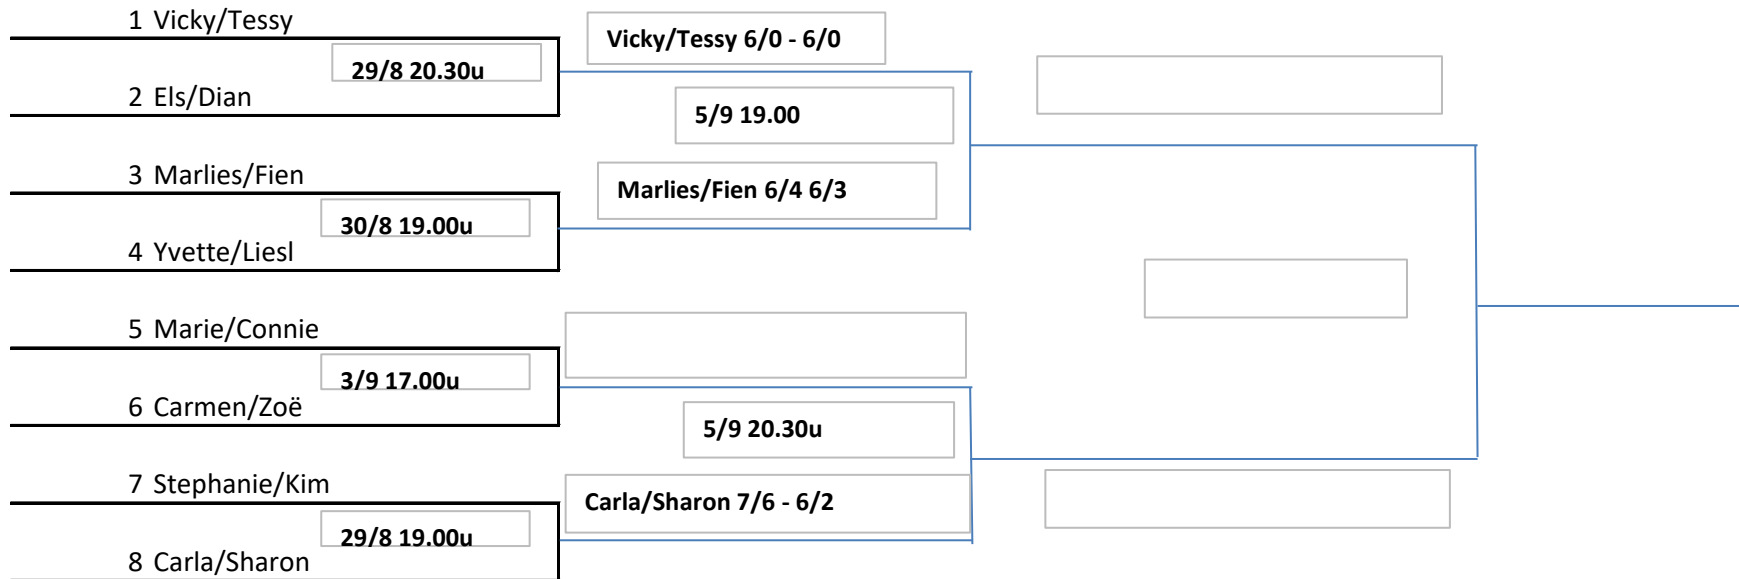 1 Vicky/Tessy
Vicky/Tessy 6/0 - 6/0
29/8 20.30u
2 Els/Dian
5/9 19.00
3 Marlies/Fien
Marlies/Fien 6/4 6/3
30/8 19.00u
4 Yvette/Liesl
5 Marie/Connie
3/9 17.00u
6 Carmen/Zoë
5/9 20.30u
7 Stephanie/Kim
Carla/Sharon 7/6 - 6/2
29/8 19.00u
8 Carla/Sharon